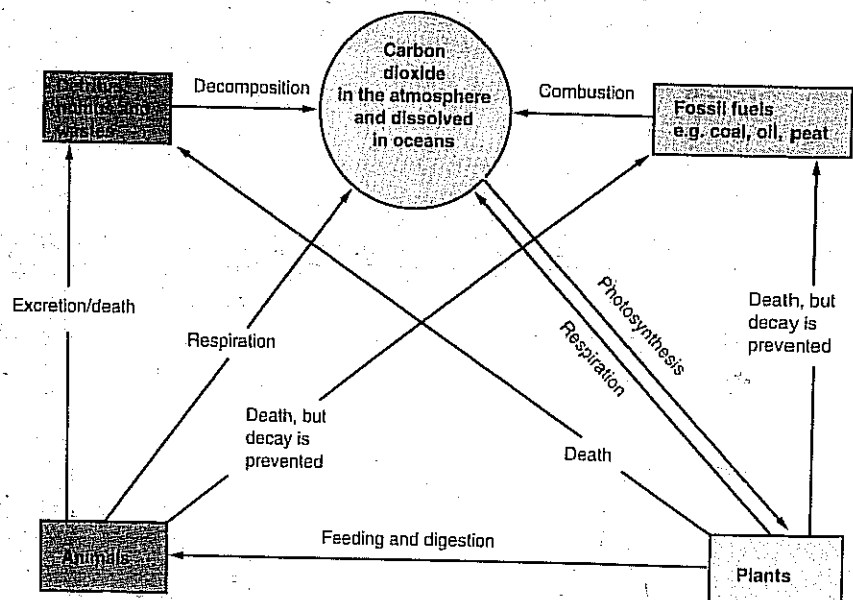 Carbon
dioxide
in the atmosphere
and dissolved
in oceans
Decomposition
Combustion
Fossil fuels
e.g. coal, oil, peat
Excretion/death
Respiration
Death, but
decay is
prevented
Photosynthesis
Respiration
Death, but
decay is
prevented
Death
Feeding and digestion
Animals
Plants